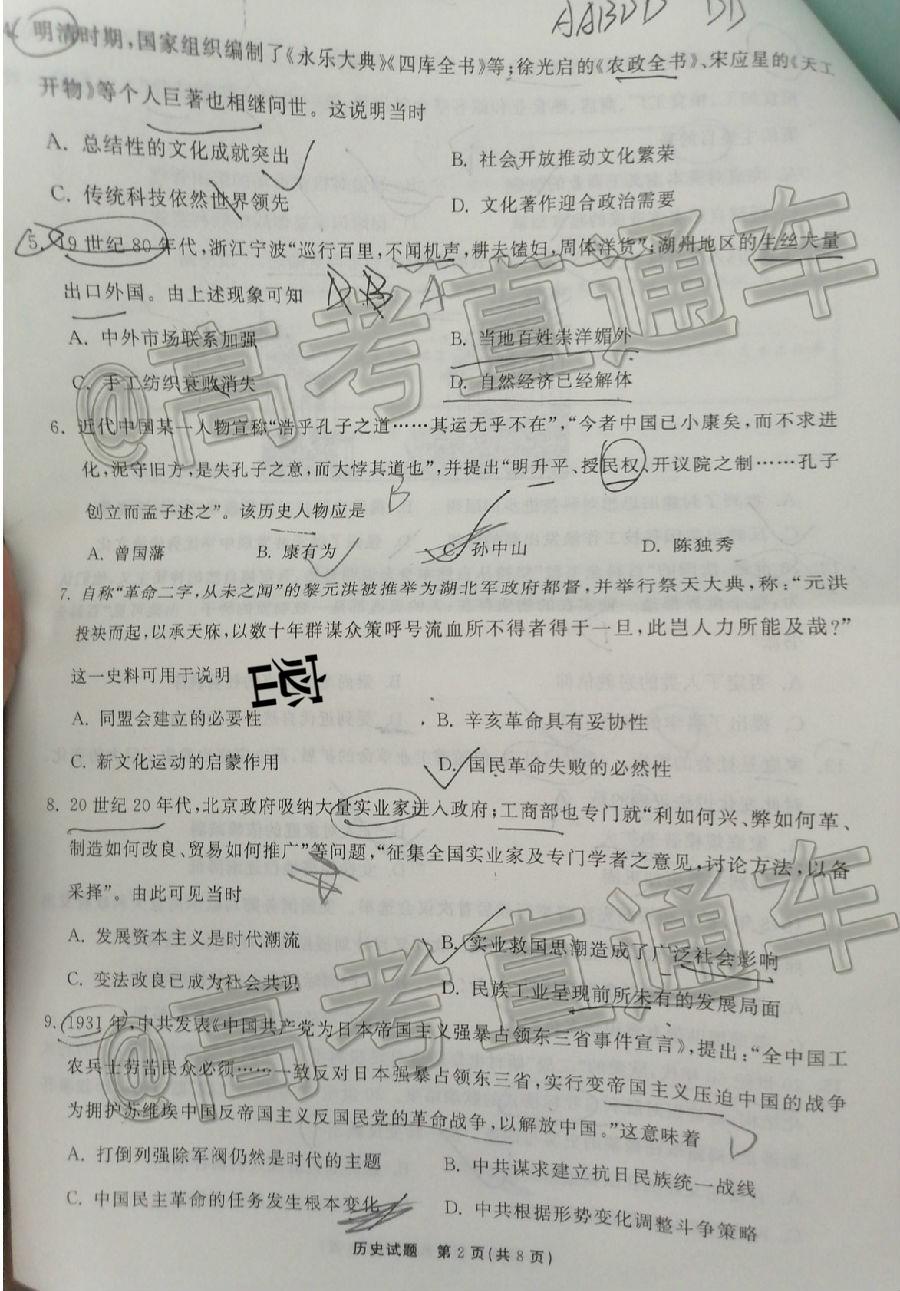 AABDD DD
4. 明清时期,国家组织编制了《永乐大典》《四库全书》等;徐光启的《农政全书》、宋应星的《天工
开物》等个人巨著也相继问世。这说明当时
A. 总结性的文化成就突出
B. 社会开放推动文化繁荣
C. 传统科技依然世界领先
D. 文化著作迎合政治需要
5. 19世纪80年代,浙江宁波“巡行百里,不闻机声,耕夫馌妇,周体洋货”;湖州地区的生丝大量
出口外国。由上述现象可知
A. 中外市场联系加强
B. 当地百姓崇洋媚外
C. 手工纺织衰败消失
D. 自然经济已经解体
6. 近代中国某一人物宣称“浩乎孔子之道……其运无乎不在”,“今者中国已小康矣,而不求进
化,泥守旧方,是失孔子之意,而大悖其道也”,并提出“明升平、授民权、开议院之制……孔子
创立而孟子述之”。该历史人物应是
B
A. 曾国藩
B. 康有为
C. 孙中山
D. 陈独秀
7. 自称“革命二字,从未之闻”的黎元洪被推举为湖北军政府都督,并举行祭天大典,称:“元洪
投袂而起,以承天庥,以数十年群谋众策呼号流血所不得者得于一旦,此岂人力所能及哉?”
这一史料可用于说明
密
A. 同盟会建立的必要性
B. 辛亥革命具有妥协性
C. 新文化运动的启蒙作用
D. 国民革命失败的必然性
8. 20世纪20年代,北京政府吸纳大量实业家进入政府;工商部也专门就“利如何兴、弊如何革、
制造如何改良、贸易如何推广”等问题,“征集全国实业家及专门学者之意见,讨论方法,以备
采择”。由此可见当时
A. 发展资本主义是时代潮流
B. 实业救国思潮造成了广泛社会影响
C. 变法改良已成为社会共识
D. 民族工业呈现前所未有的发展局面
9. 1931年,中共发表《中国共产党为日本帝国主义强暴占领东三省事件宣言》,提出:“全中国工
农兵士劳苦民众必须……一致反对日本强暴占领东三省,实行变帝国主义压迫中国的战争
为拥护苏维埃中国反帝国主义反国民党的革命战争,以解放中国。”这意味着
D
A. 打倒列强除军阀仍然是时代的主题
B. 中共谋求建立抗日民族统一战线
C. 中国民主革命的任务发生根本变化
D. 中共根据形势变化调整斗争策略
历史试题 第2页(共8页)
@高考直通车
@高考直通车